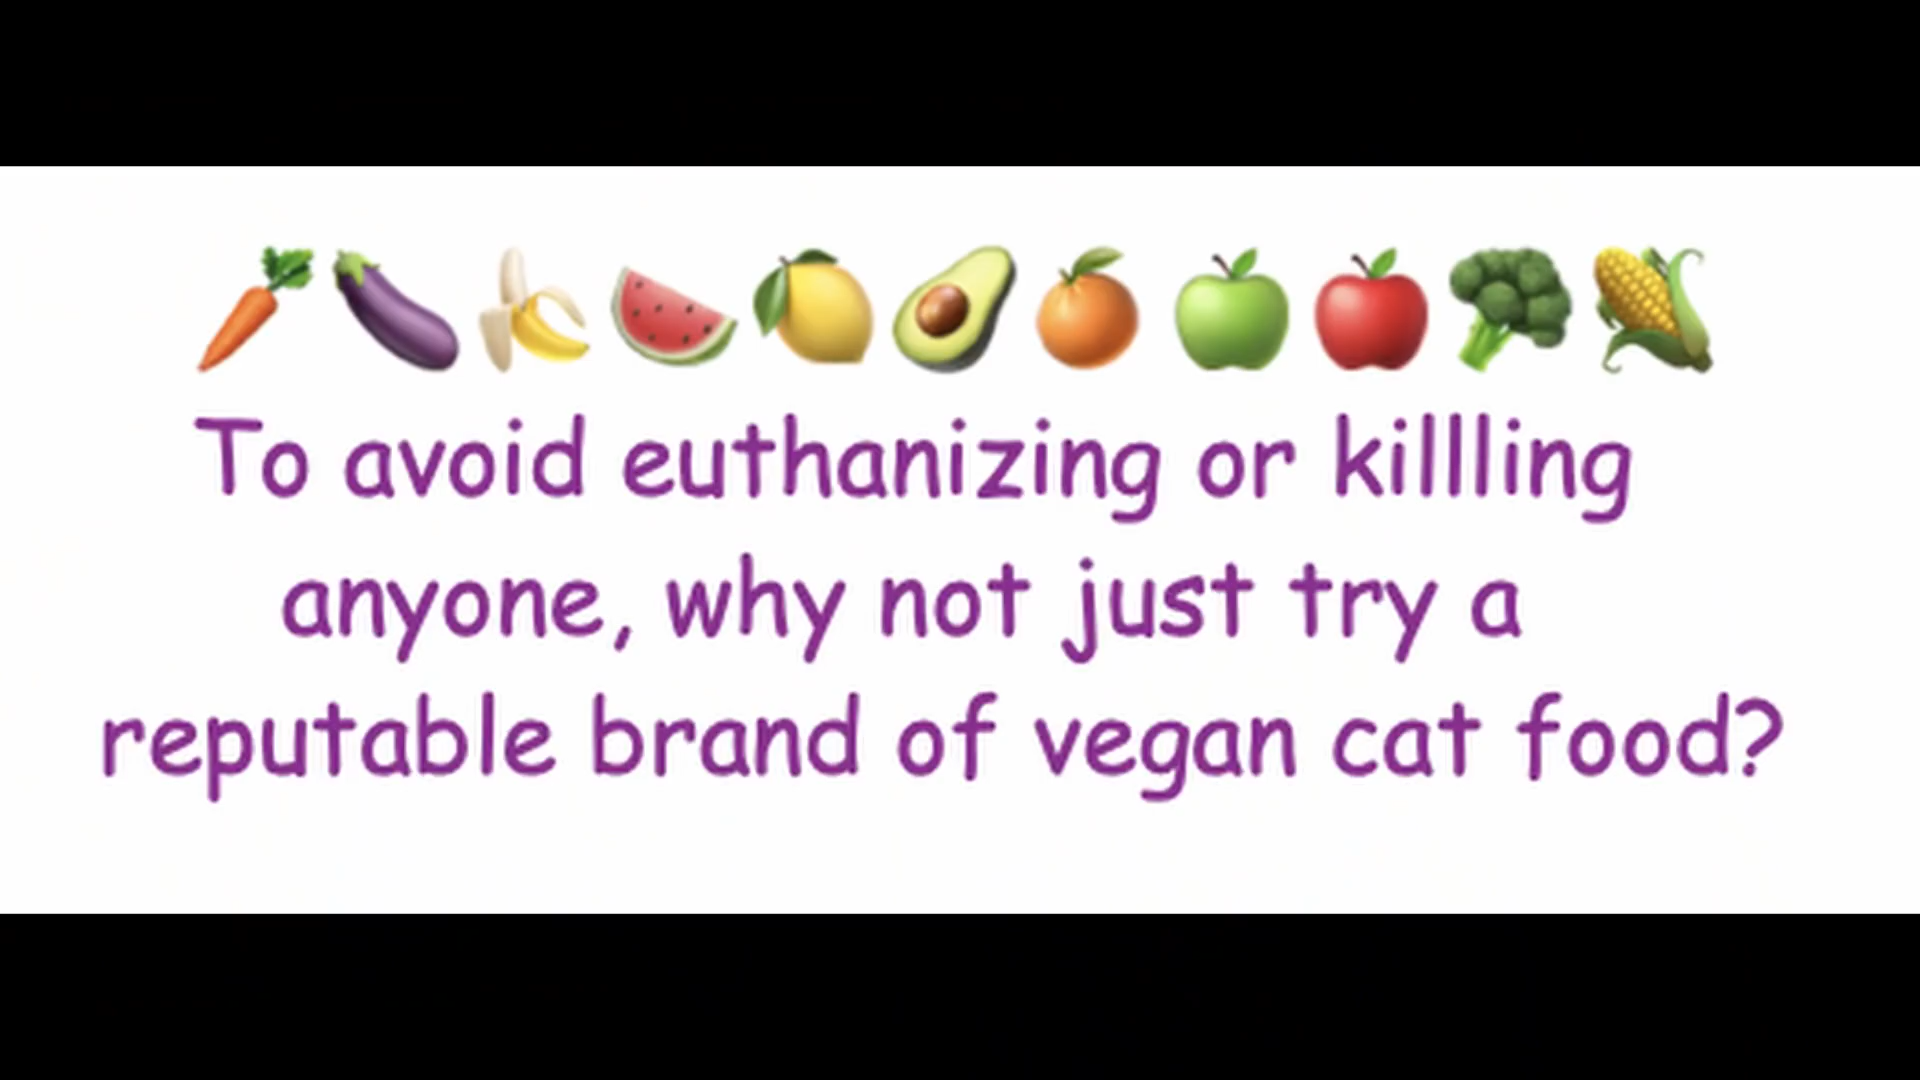 To avoid euthanizing or killling
anyone, why not just try a
reputable brand of vegan cat food?